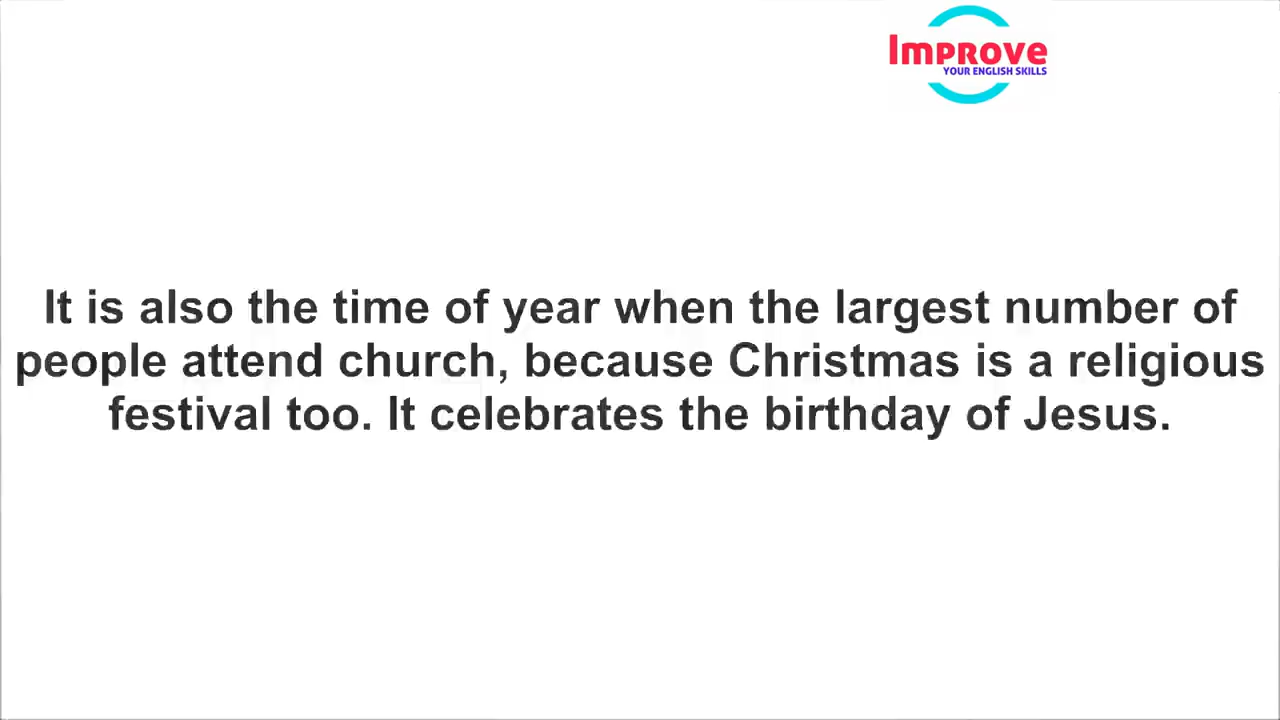 Improve
YOUR ENGLISH SKILLS
It is also the time of year when the largest number of
people attend church, because Christmas is a religious
festival too. It celebrates the birthday of Jesus.